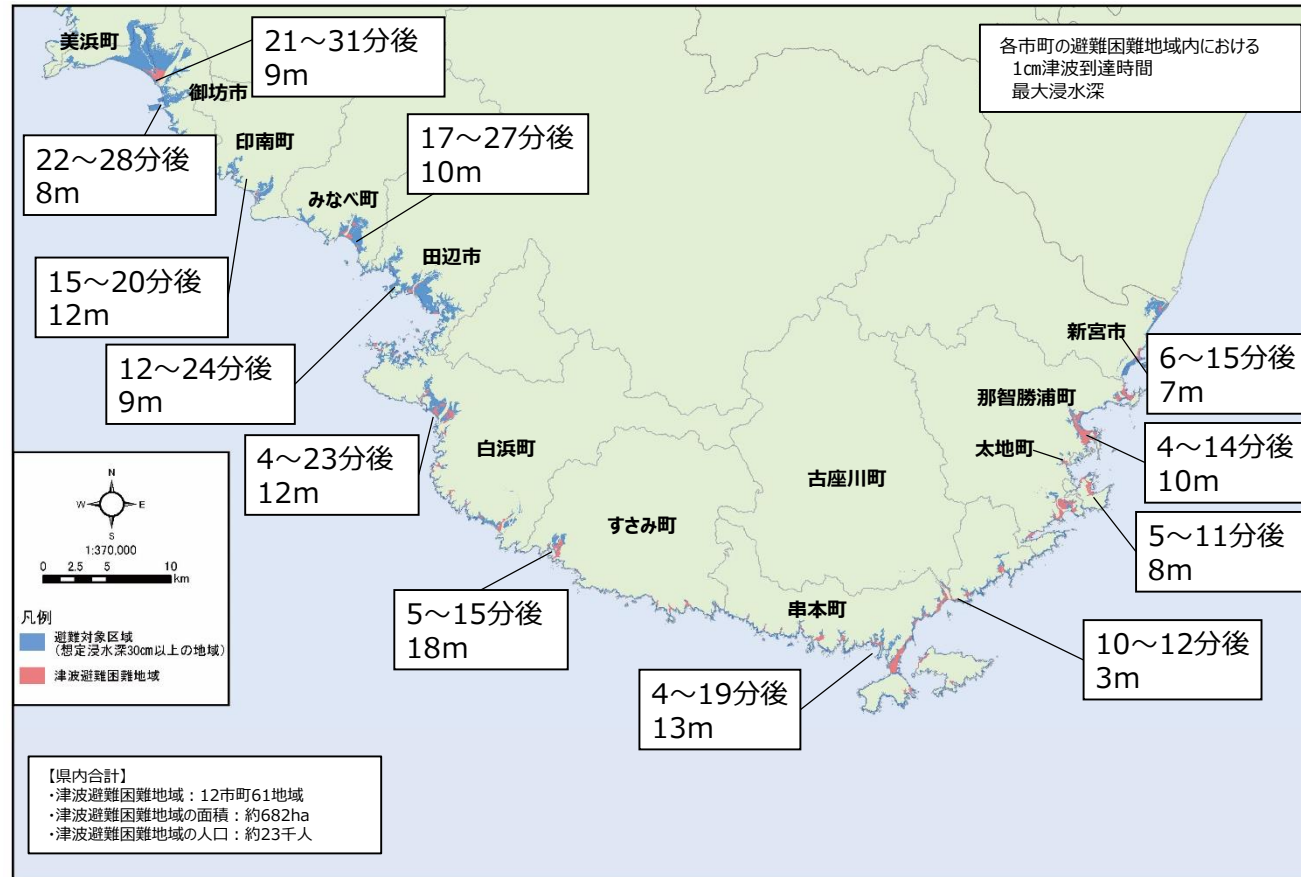 美浜町
21～31分後
9m
各市町の避難困難地域内における
1㎝津波到達時間
最大浸水深
御坊市
22～28分後
8m
印南町
17～27分後
10m
みなべ町
田辺市
15～20分後
12m
12～24分後
9m
新宮市
6～15分後
7m
那智勝浦町
4～14分後
10m
太地町
4～23分後
12m
白浜町
古座川町
すさみ町
5～11分後
8m
5～15分後
18m
串本町
10～12分後
3m
4～19分後
13m
N
W
E
S
1:370,000
0 2.5 5 10
km
凡例
避難対象区域
(想定浸水深30㎝以上の地域)
津波避難困難地域
【県内合計】
・津波避難困難地域：12市町61地域
・津波避難困難地域の面積：約682ha
・津波避難困難地域の人口：約23千人